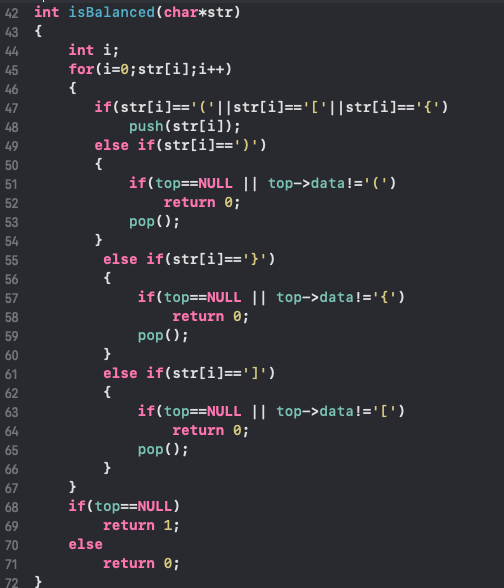 42 int isBalanced(char*str)
43 {
44     int i;
45     for(i=0;str[i];i++)
46     {
47        if(str[i]=='('||str[i]=='['||str[i]=='{')
48            push(str[i]);
49        else if(str[i]==')')
50        {
51            if(top==NULL || top->data!='(')
52                return 0;
53            pop();
54        }
55         else if(str[i]=='}')
56         {
57             if(top==NULL || top->data!='{')
58                 return 0;
59             pop();
60         }
61         else if(str[i]==']')
62         {
63             if(top==NULL || top->data!='[')
64                 return 0;
65             pop();
66         }
67     }
68     if(top==NULL)
69         return 1;
70     else
71         return 0;
72 }